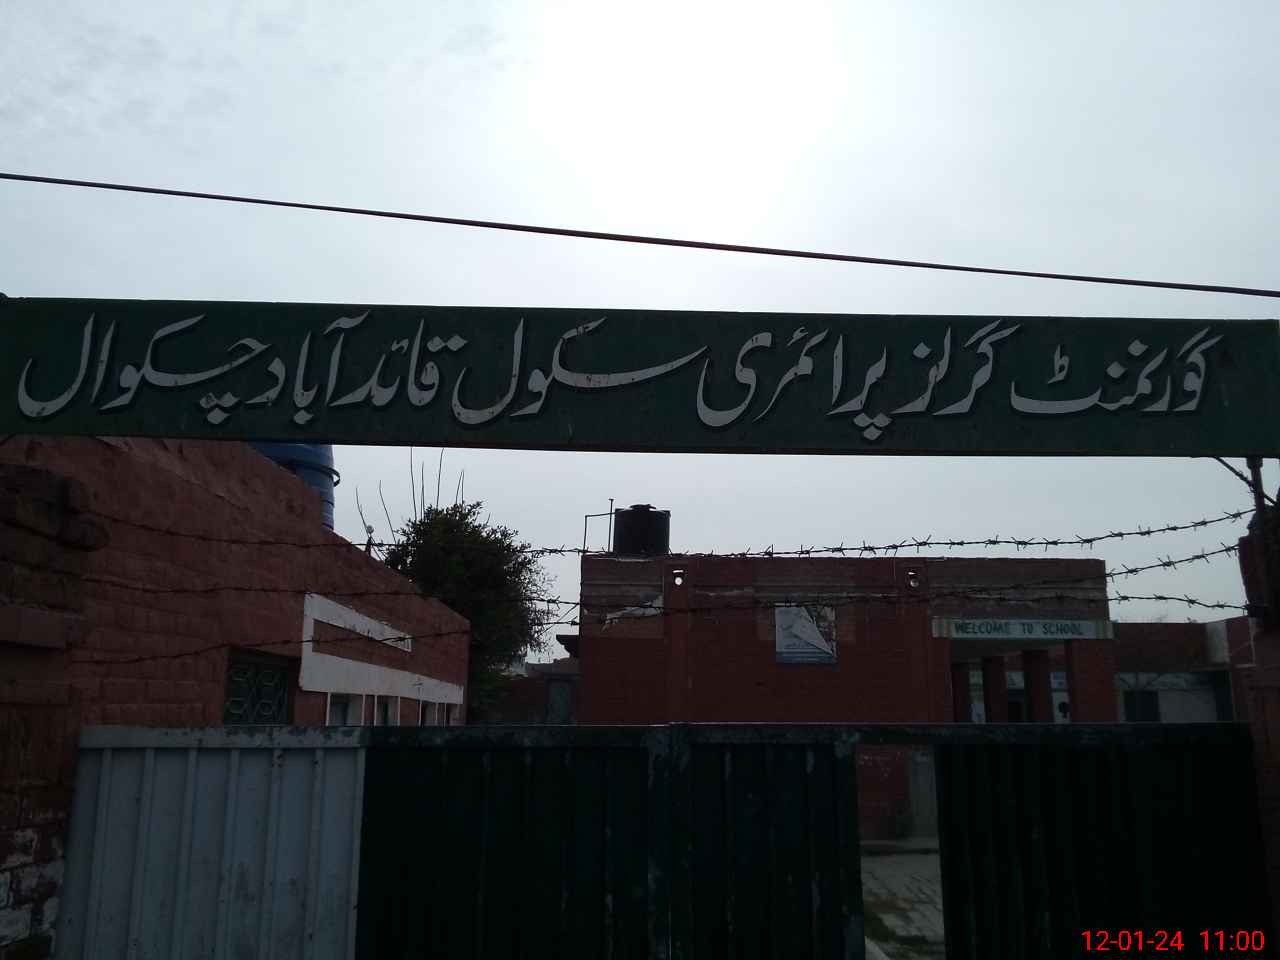 گورنمنٹ گرلز پرائمری سکول قائد آباد چکوال
WELCOME TO SCHOOL
12-01-24 11:00